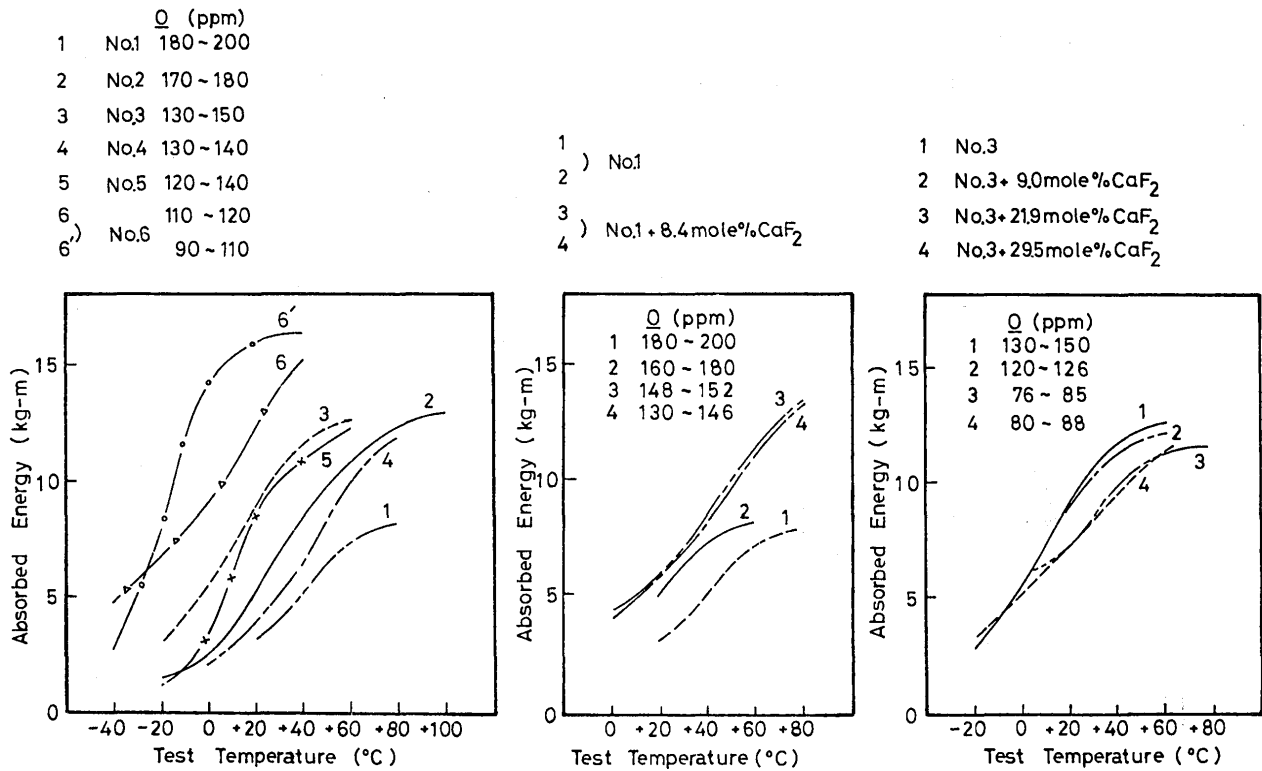 O (ppm)
1 No.1 180~200
2 No.2 170~180
3 No.3 130~150
4 No.4 130~140
5 No.5 120~140
6 110~120
) No.6
6' 90~110
1
) No.1
2
3
) No.1 + 8.4mole%CaF2
4
1 No.3
2 No.3+ 9.0mole%CaF2
3 No.3+21.9mole%CaF2
4 No.3+29.5mole%CaF2
Absorbed Energy (kg-m)
15
10
5
0
6'
6
3
2
5
4
1
-40 -20 0 +20 +40 +60 +80 +100
Test Temperature (°C)
Absorbed Energy (kg-m)
15
10
5
0
O (ppm)
1 180~200
2 160~180
3 148~152
4 130~146
3
4
2
1
0 +20 +40 +60 +80
Test Temperature (°C)
Absorbed Energy (kg-m)
15
10
5
0
O (ppm)
1 130~150
2 120~126
3 76~85
4 80~88
1
2
3
4
-20 0 +20 +40 +60 +80
Test Temperature (°C)